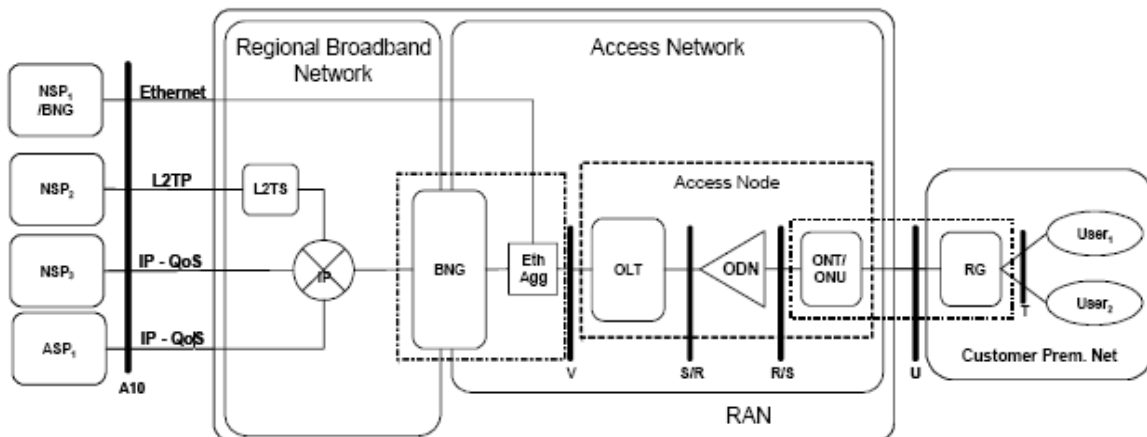 Regional Broadband
Network
Access Network
NSP1
/BNG
Ethernet
NSP2
L2TP
L2TS
Access Node
NSP3
IP - QoS
IP
BNG
Eth
Agg
OLT
ODN
ONT/
ONU
RG
User1
User2
T
ASP1
IP - QoS
A10
V
S/R
R/S
U
Customer Prem. Net
RAN